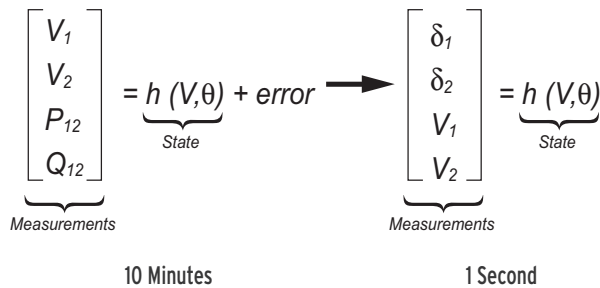 V₁
V₂
P₁₂
Q₁₂
= h (V,θ) + error
State
Measurements
10 Minutes
δ₁
δ₂
V₁
V₂
= h (V,θ)
State
Measurements
1 Second